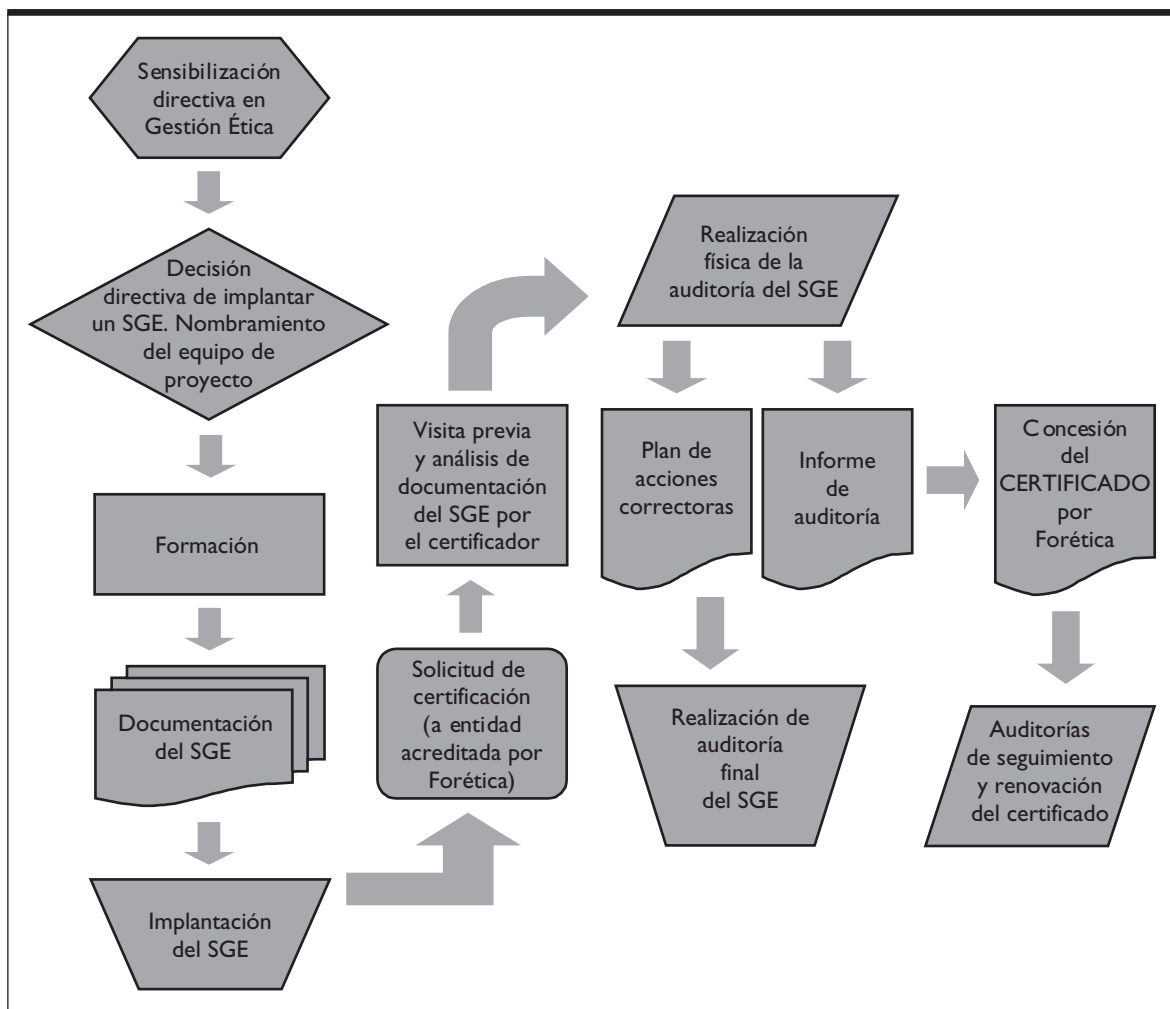 Sensibilización
directiva en
Gestión Ética
Decisión
directiva de implantar
un SGE. Nombramiento
del equipo de
proyecto
Formación
Documentación
del SGE
Implantación
del SGE
Solicitud de
certificación
(a entidad
acreditada por
Forética)
Visita previa
y análisis de
documentación
del SGE por
el certificador
Realización
física de la
auditoría del SGE
Plan de
acciones
correctoras
Informe
de
auditoría
Concesión
del
CERTIFICADO
por
Forética
Realización de
auditoría
final
del SGE
Auditorías
de seguimiento
y renovación
del certificado